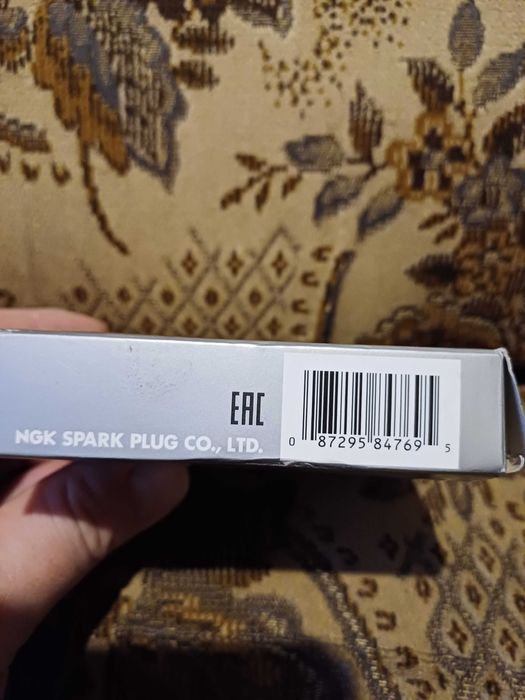 EAC
NGK SPARK PLUG CO., LTD.
0 87295 84769 5